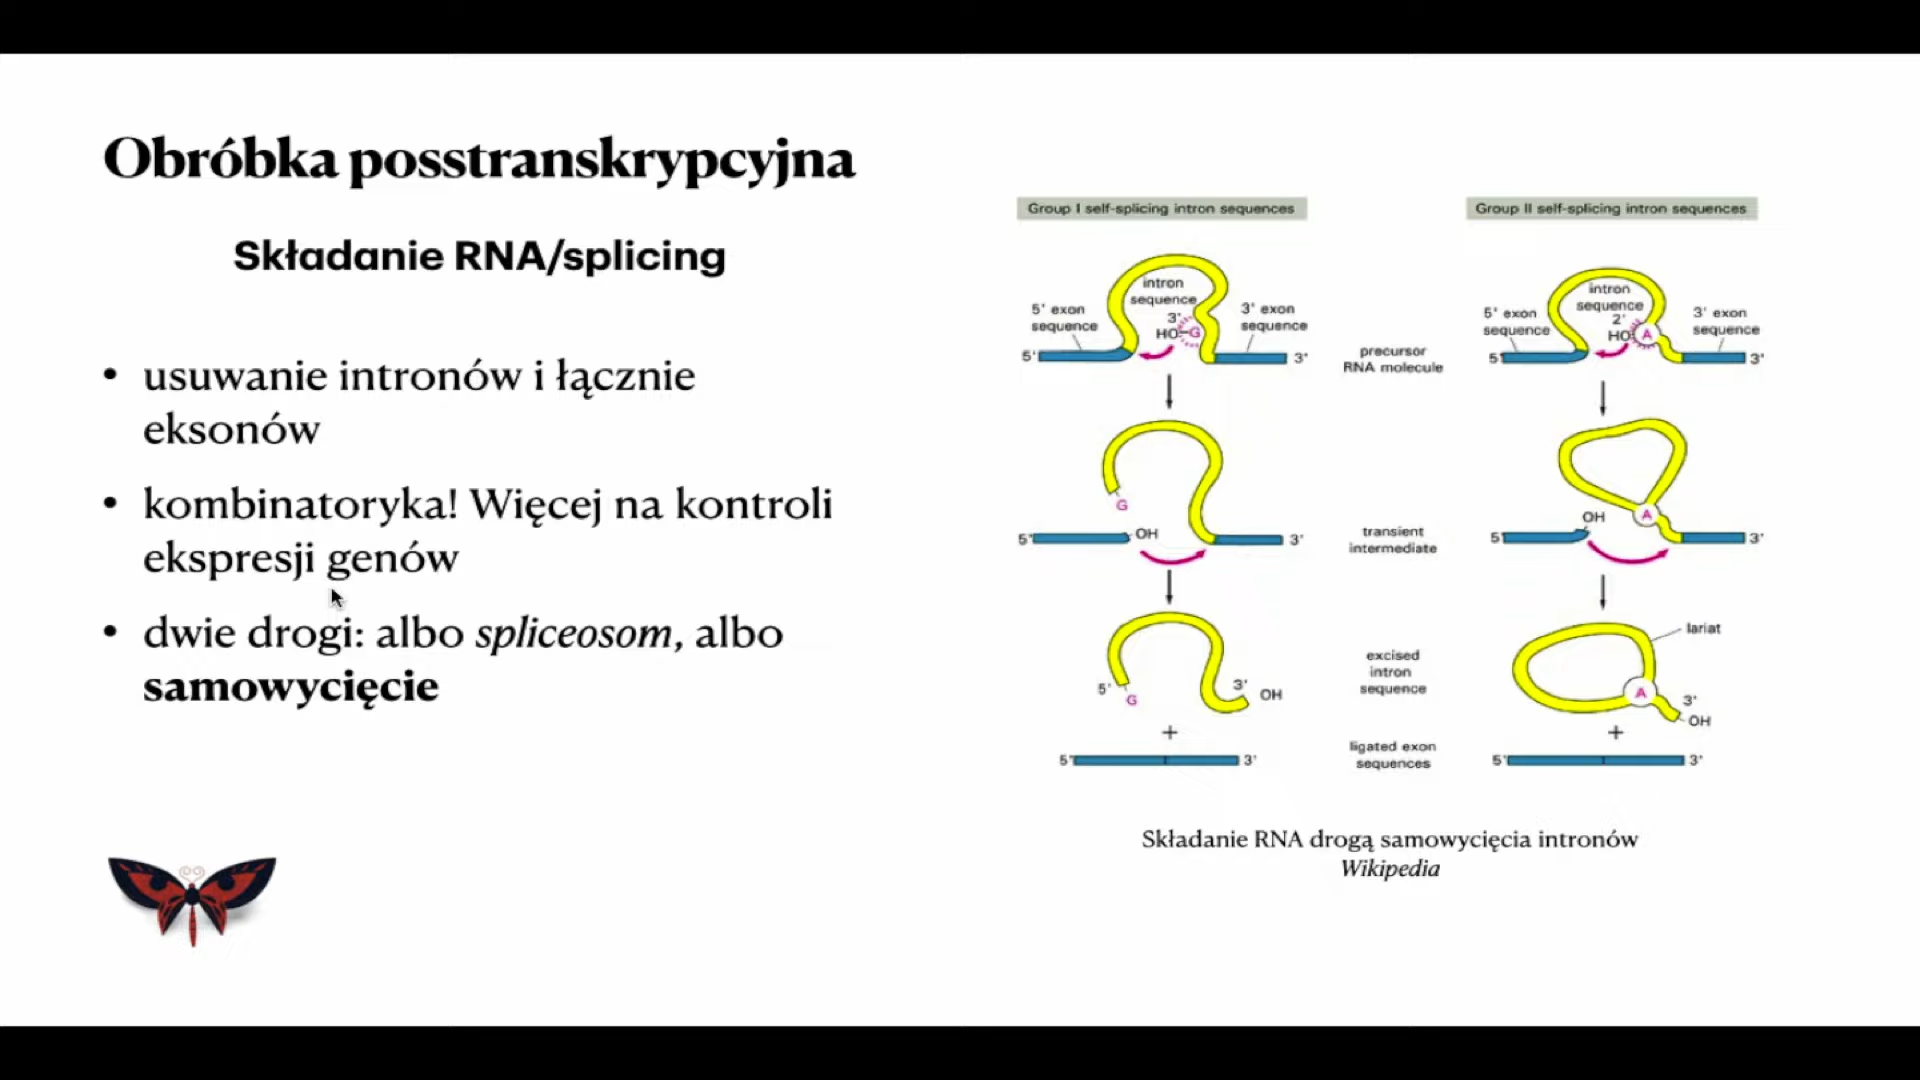 Obróbka posstranskrypcyjna
Składanie RNA/splicing
• usuwanie intronów i łącznie
eksonów
• kombinatoryka! Więcej na kontroli
ekspresji genów
• dwie drogi: albo spliceosom, albo
samowycięcie
Group I self-splicing intron sequences
intron
sequence
5' exon
sequence
3' exon
sequence
3'
HO-G
5'
3'
G
5'
OH
3'
5'
G
3'
OH
+
5'
3'
precursor
RNA molecule
transient
intermediate
excised
intron
sequence
ligated exon
sequences
Group II self-splicing intron sequences
intron
sequence
5' exon
sequence
3' exon
sequence
2'
HO A
5'
3'
OH
A
5'
3'
lariat
A
3'
OH
+
5'
3'
Składanie RNA drogą samowycięcia intronów
Wikipedia